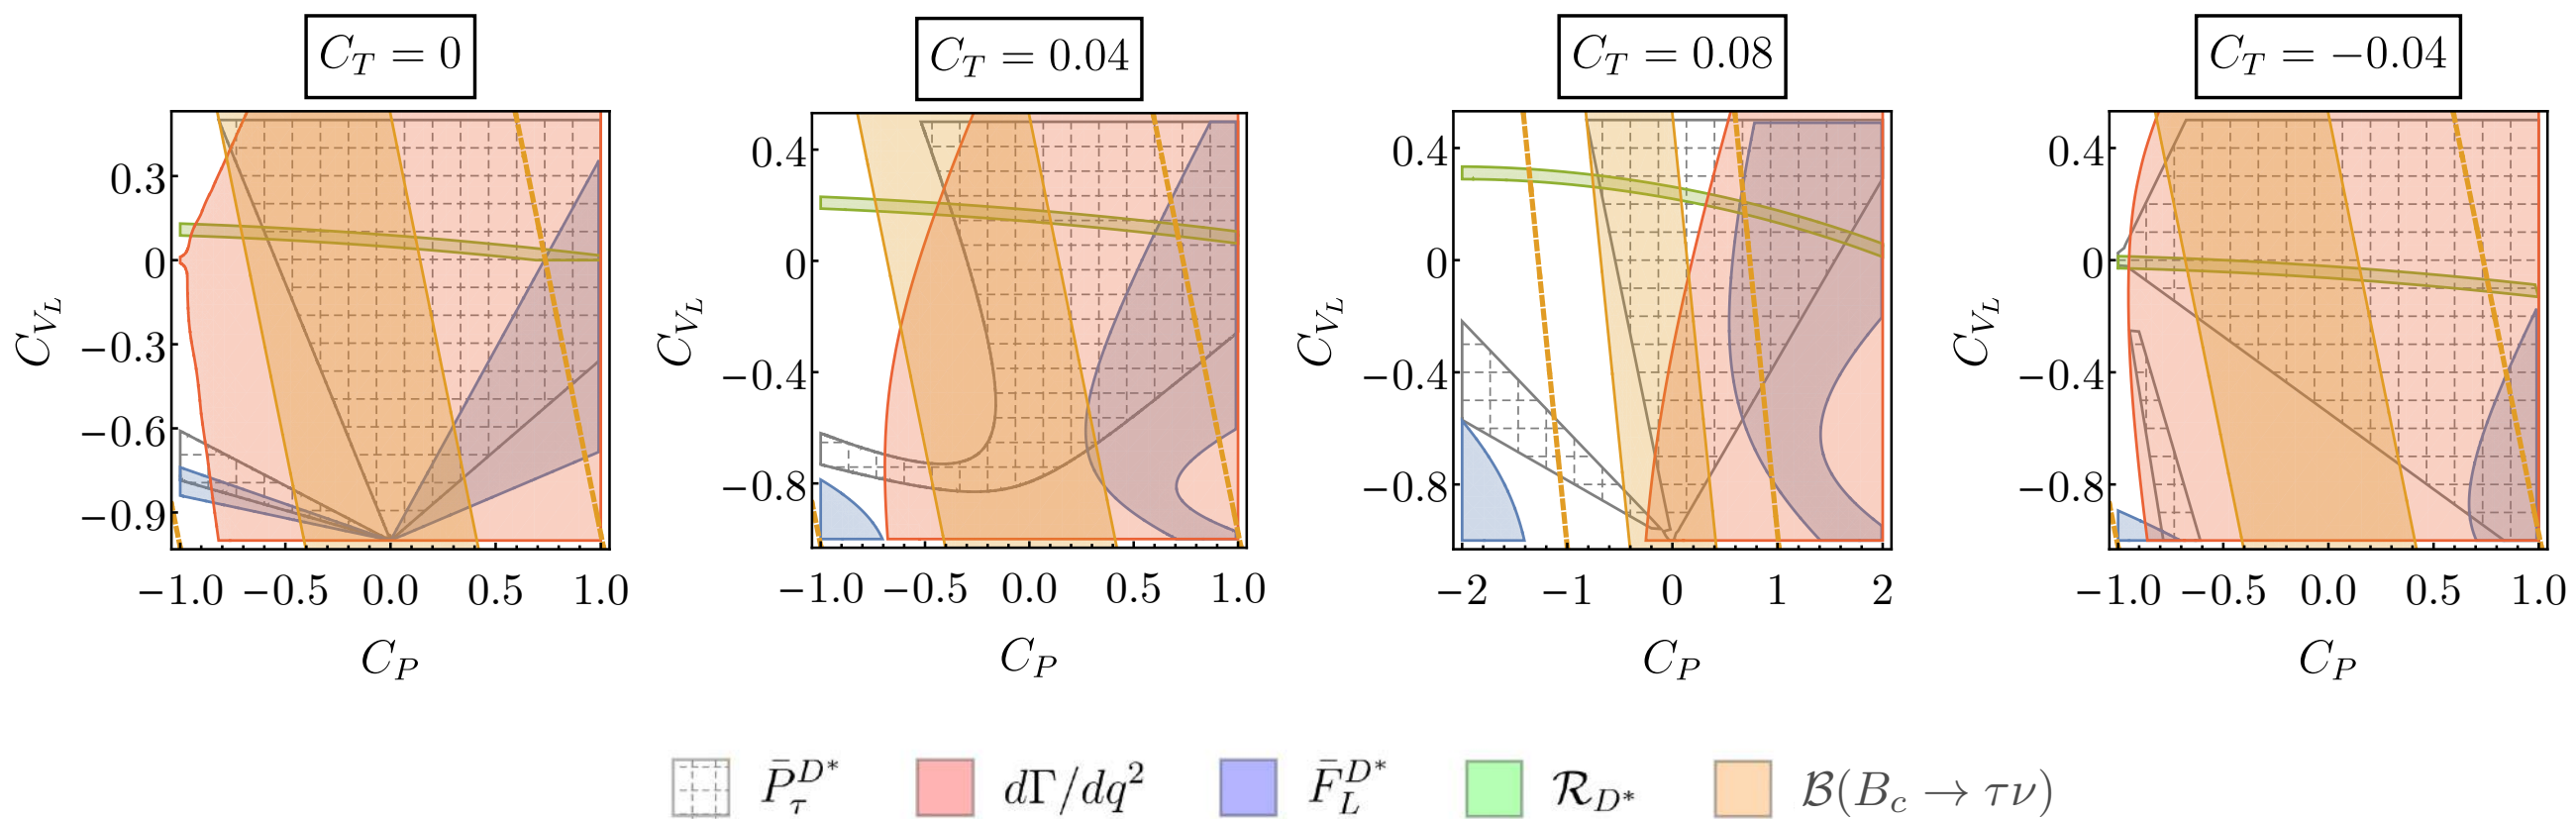 C_T = 0
C_T = 0.04
C_T = 0.08
C_T = −0.04
C_{V_L}
0.3
0
−0.3
−0.6
−0.9
−1.0 −0.5 0.0 0.5 1.0
C_P
C_{V_L}
0.4
0
−0.4
−0.8
−1.0 −0.5 0.0 0.5 1.0
C_P
C_{V_L}
0.4
0
−0.4
−0.8
−2 −1 0 1 2
C_P
C_{V_L}
0.4
0
−0.4
−0.8
−1.0 −0.5 0.0 0.5 1.0
C_P
P̄_τ^{D*} dΓ/dq² F̄_L^{D*} ℛ_{D*} ℬ(B_c → τν)